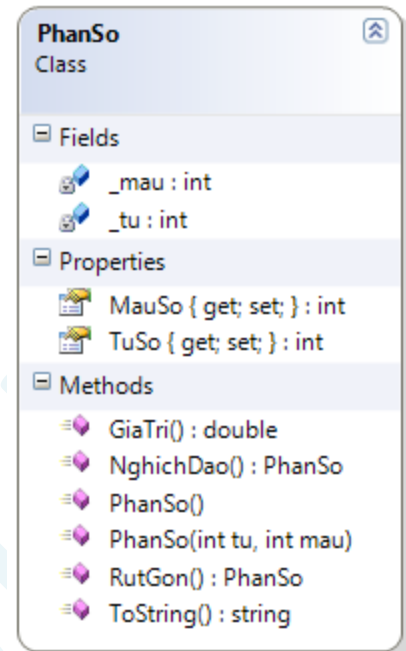 PhanSo
Class
Fields
_mau : int
_tu : int
Properties
MauSo { get; set; } : int
TuSo { get; set; } : int
Methods
GiaTri() : double
NghichDao() : PhanSo
PhanSo()
PhanSo(int tu, int mau)
RutGon() : PhanSo
ToString() : string